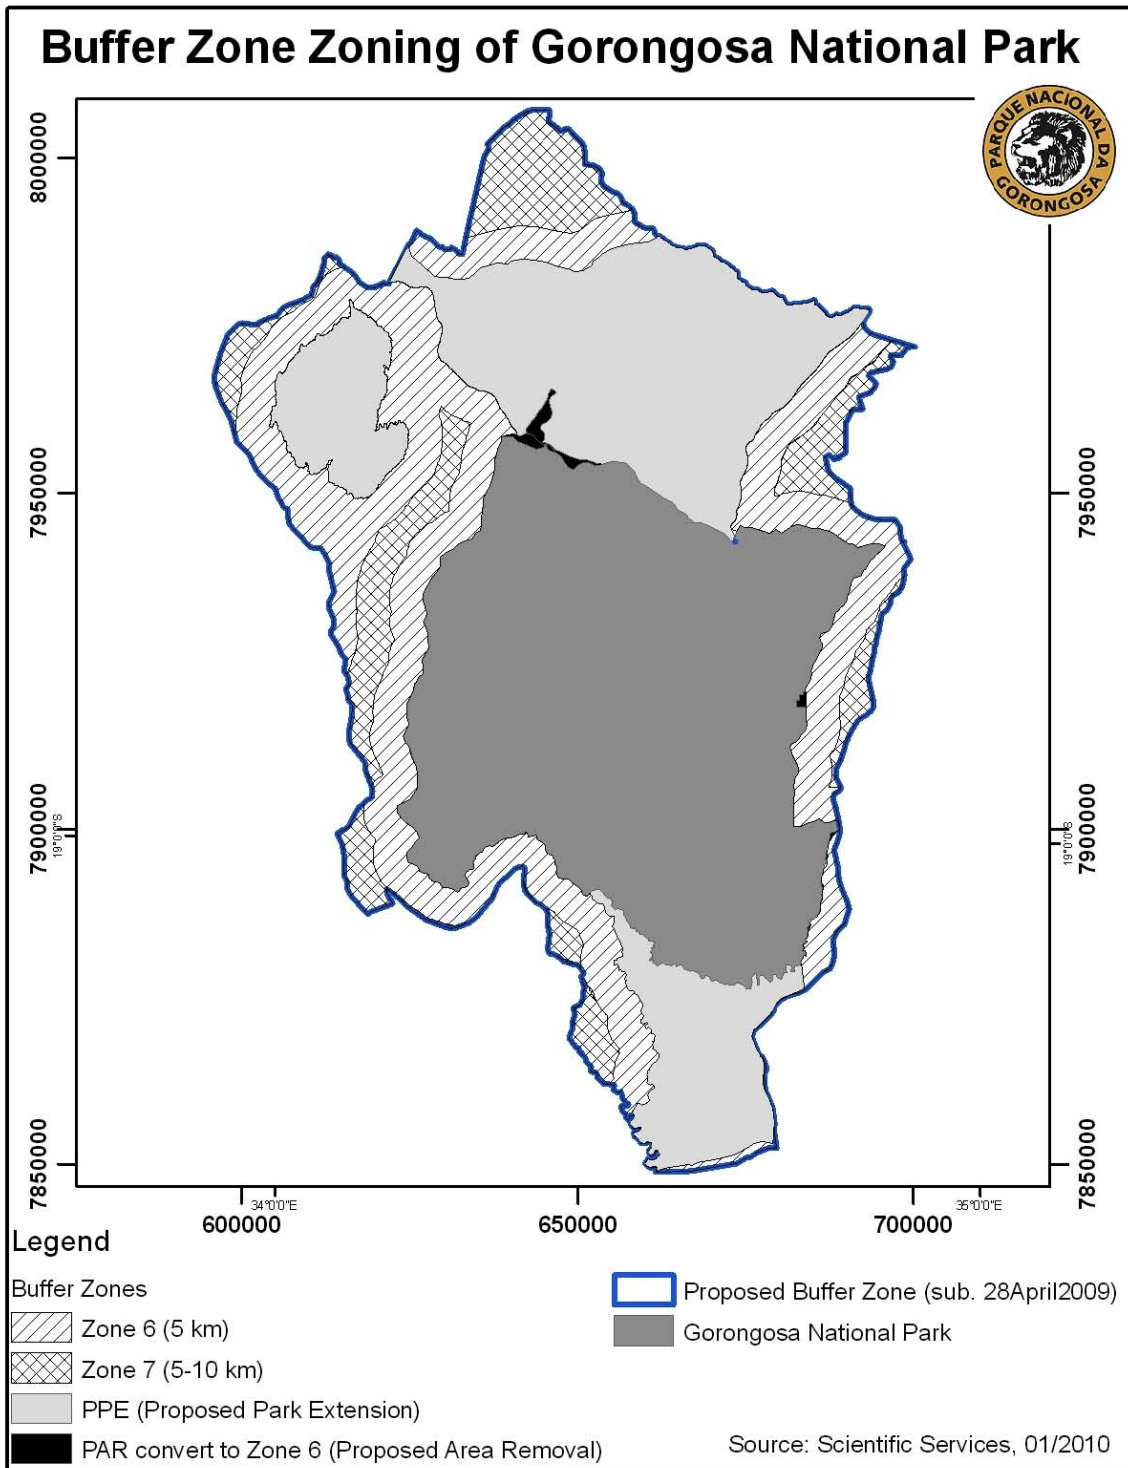 Buffer Zone Zoning of Gorongosa National Park
PARQUE NACIONAL DA
GORONGOSA
8000000
7950000
7900000
19°0'0"S
7850000
7950000
7900000
19°0'0"S
7850000
34°0'0"E
35°0'0"E
600000
650000
700000
Legend
Buffer Zones
Zone 6 (5 km)
Zone 7 (5-10 km)
PPE (Proposed Park Extension)
PAR convert to Zone 6 (Proposed Area Removal)
Proposed Buffer Zone (sub. 28April2009)
Gorongosa National Park
Source: Scientific Services, 01/2010